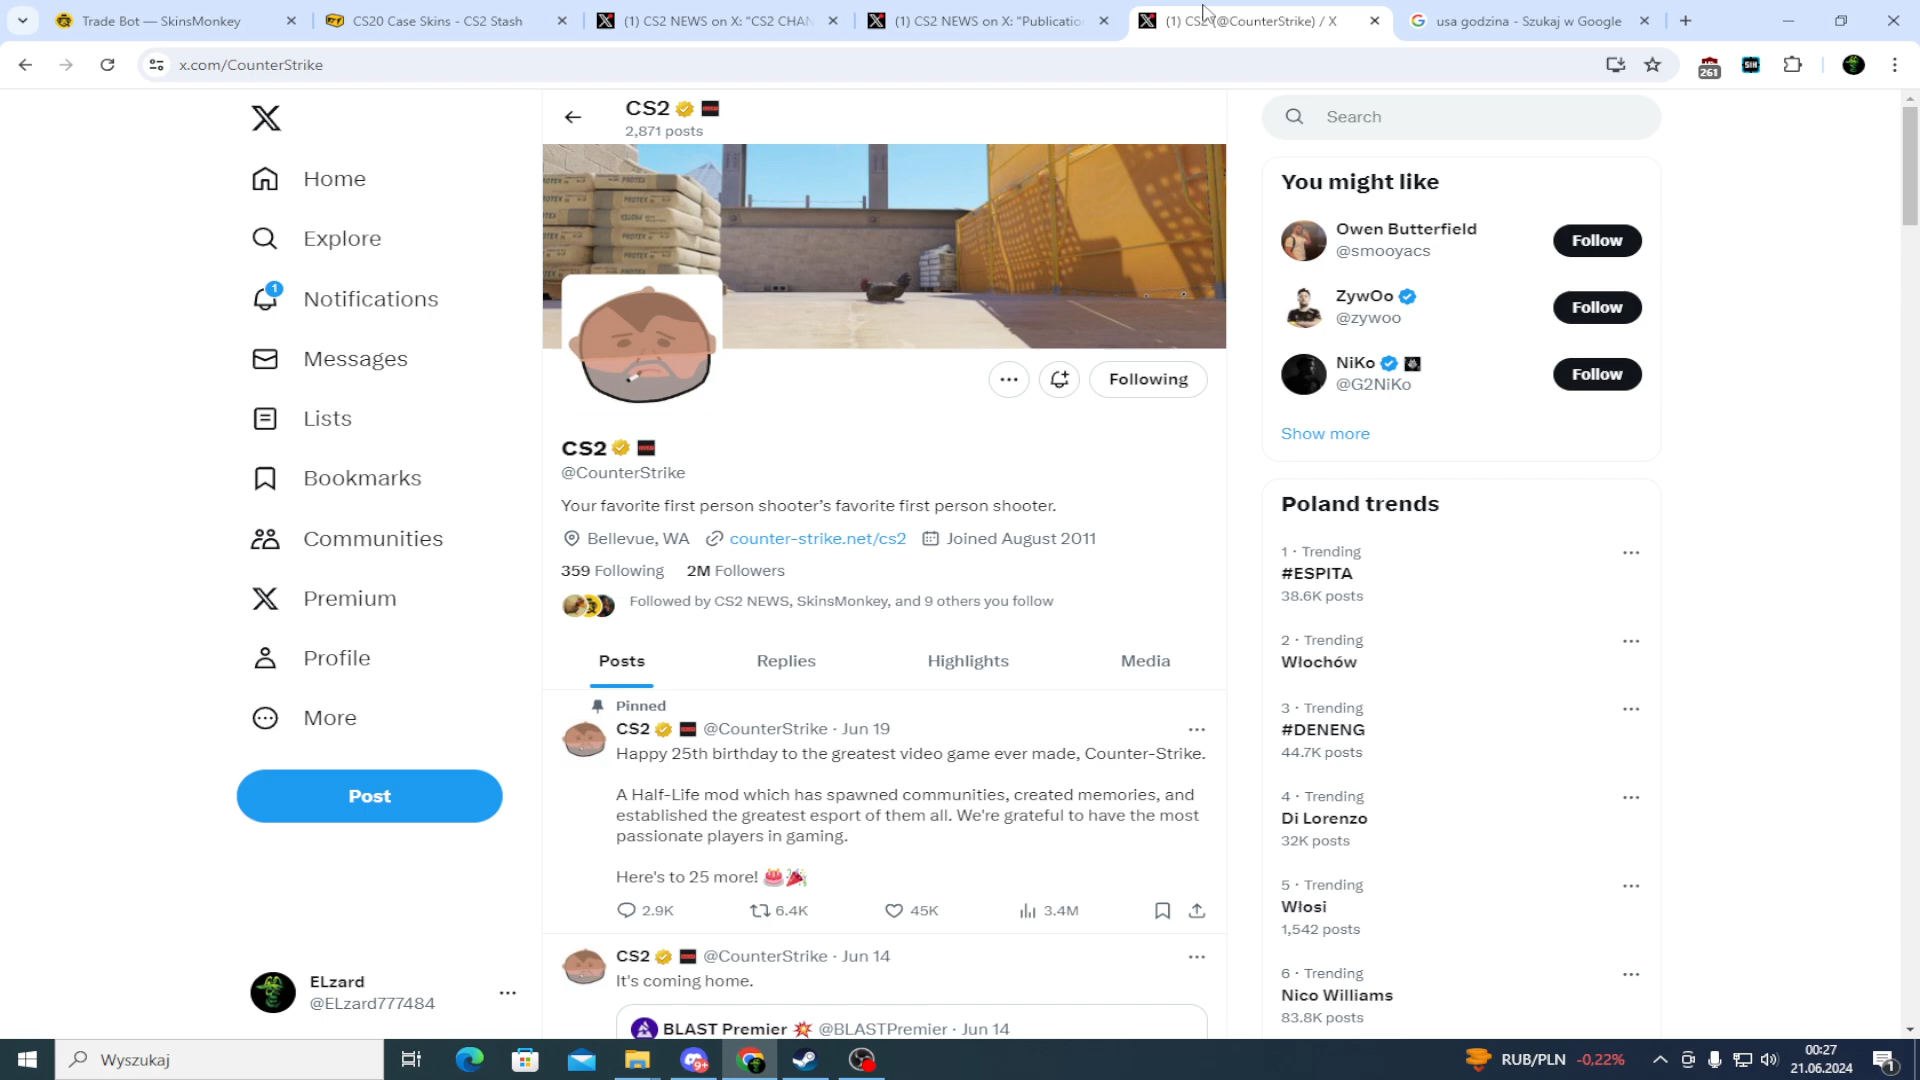 Trade Bot — SkinsMonkey
CS20 Case Skins - CS2 Stash
(1) CS2 NEWS on X: "CS2 CHAN
(1) CS2 NEWS on X: "Publicatio
(1) CS2 (@CounterStrike) / X
usa godzina - Szukaj w Google
x.com/CounterStrike
261
SIH
CS2
2,871 posts
Search
Home
Explore
1
Notifications
Messages
Lists
Bookmarks
Communities
Premium
Profile
More
Post
ELzard
@ELzard777484
Following
CS2
@CounterStrike
Your favorite first person shooter’s favorite first person shooter.
Bellevue, WA counter-strike.net/cs2 Joined August 2011
359 Following 2M Followers
Followed by CS2 NEWS, SkinsMonkey, and 9 others you follow
Posts Replies Highlights Media
Pinned
CS2 @CounterStrike · Jun 19
Happy 25th birthday to the greatest video game ever made, Counter-Strike.
A Half-Life mod which has spawned communities, created memories, and
established the greatest esport of them all. We're grateful to have the most
passionate players in gaming.
Here's to 25 more! 🎂🎉
2.9K 6.4K 45K 3.4M
CS2 @CounterStrike · Jun 14
It's coming home.
BLAST Premier 💥 @BLASTPremier · Jun 14
You might like
Owen Butterfield
@smooyacs
Follow
ZywOo
@zywoo
Follow
NiKo
@G2NiKo
Follow
Show more
Poland trends
1 · Trending
#ESPITA
38.6K posts
2 · Trending
Włochów
3 · Trending
#DENENG
44.7K posts
4 · Trending
Di Lorenzo
32K posts
5 · Trending
Włosi
1,542 posts
6 · Trending
Nico Williams
83.8K posts
Wyszukaj
9+
RUB/PLN -0,22%
00:27
21.06.2024
1